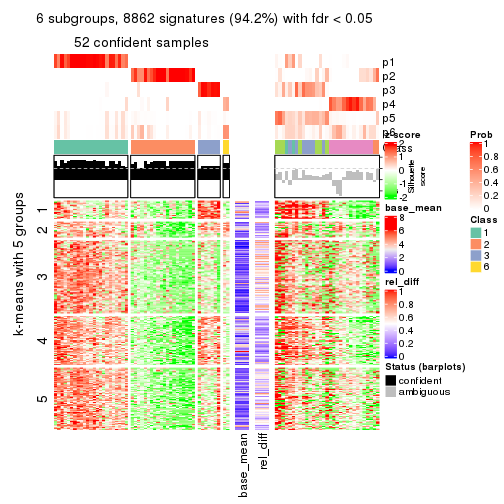 6 subgroups, 8862 signatures (94.2%) with fdr < 0.05
52 confident samples
p1
p2
p3
p4
p5
p6
Class
Silhouette
score
z-score
2
1
0
-1
-2
Prob
1
0.8
0.6
0.4
0.2
0
base_mean
8
6
4
2
0
Class
1
2
3
6
rel_diff
1
0.8
0.6
0.4
0.2
0
Status (barplots)
confident
ambiguous
k-means with 5 groups
1
2
3
4
5
base_mean
rel_diff